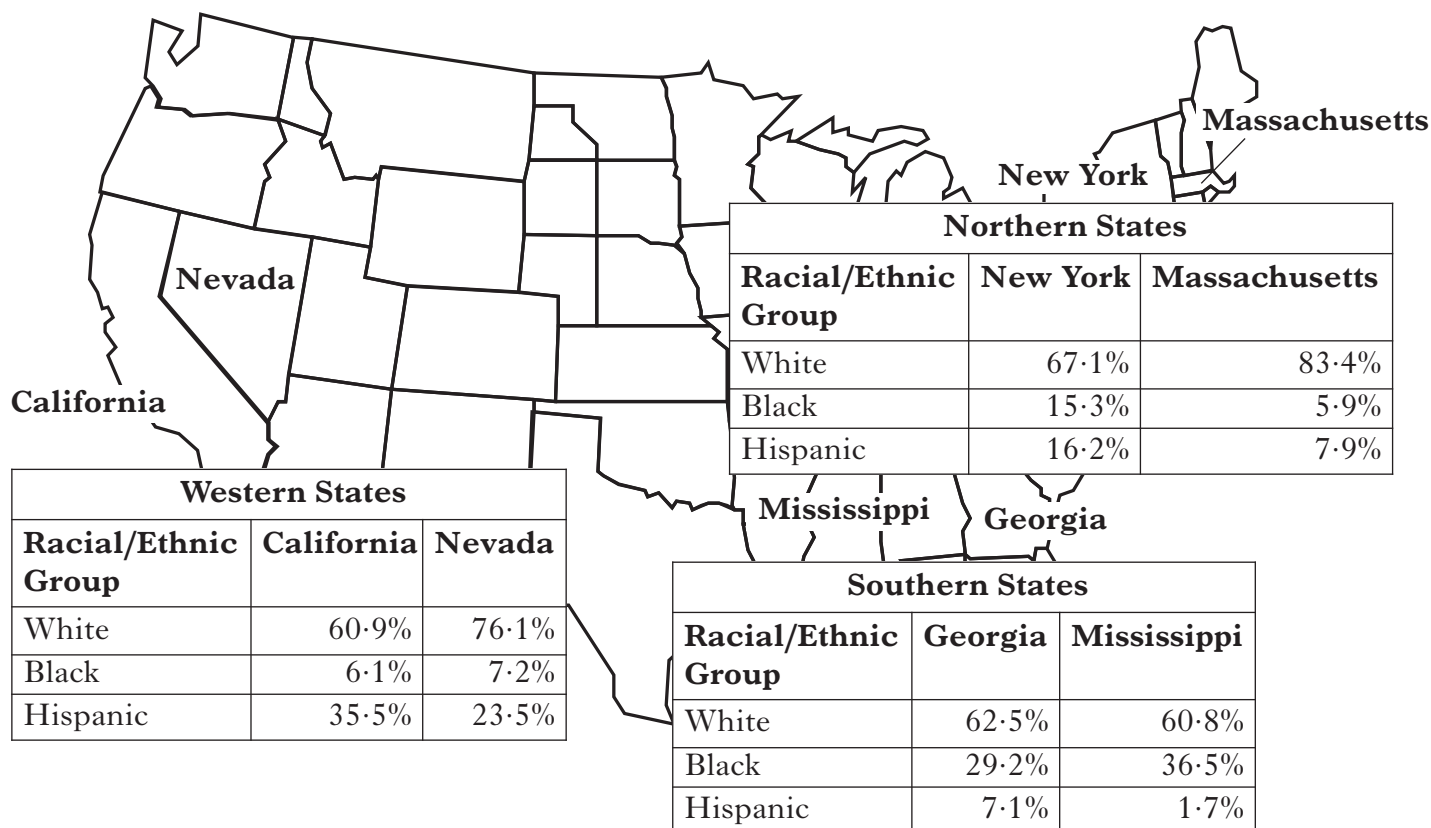 Massachusetts
New York
Nevada
California
Northern States
Racial/Ethnic Group New York Massachusetts
White 67·1% 83·4%
Black 15·3% 5·9%
Hispanic 16·2% 7·9%
Mississippi
Georgia
Western States
Racial/Ethnic Group California Nevada
White 60·9% 76·1%
Black 6·1% 7·2%
Hispanic 35·5% 23·5%
Southern States
Racial/Ethnic Group Georgia Mississippi
White 62·5% 60·8%
Black 29·2% 36·5%
Hispanic 7·1% 1·7%